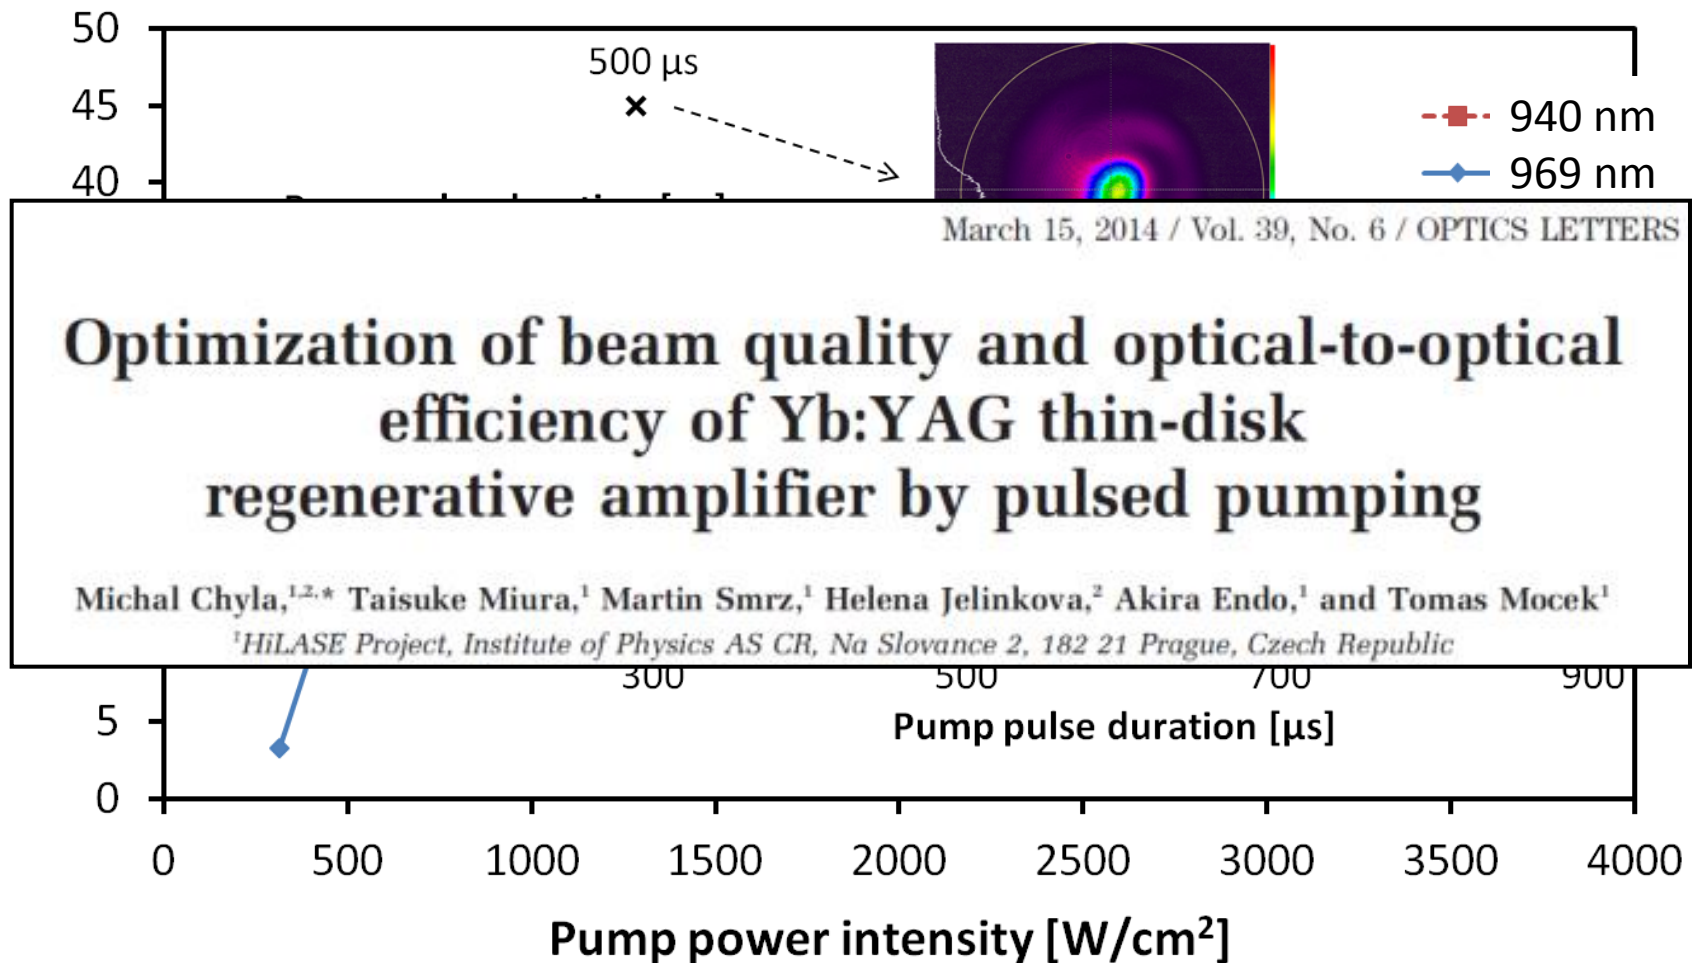 50
500 µs
45
940 nm
40
969 nm
March 15, 2014 / Vol. 39, No. 6 / OPTICS LETTERS
Optimization of beam quality and optical-to-optical
efficiency of Yb:YAG thin-disk
regenerative amplifier by pulsed pumping
Michal Chyla,¹,²,* Taisuke Miura,¹ Martin Smrz,¹ Helena Jelinkova,² Akira Endo,¹ and Tomas Mocek¹
¹HiLASE Project, Institute of Physics AS CR, Na Slovance 2, 182 21 Prague, Czech Republic
300 500 700 900
5
Pump pulse duration [µs]
0
0 500 1000 1500 2000 2500 3000 3500 4000
Pump power intensity [W/cm²]